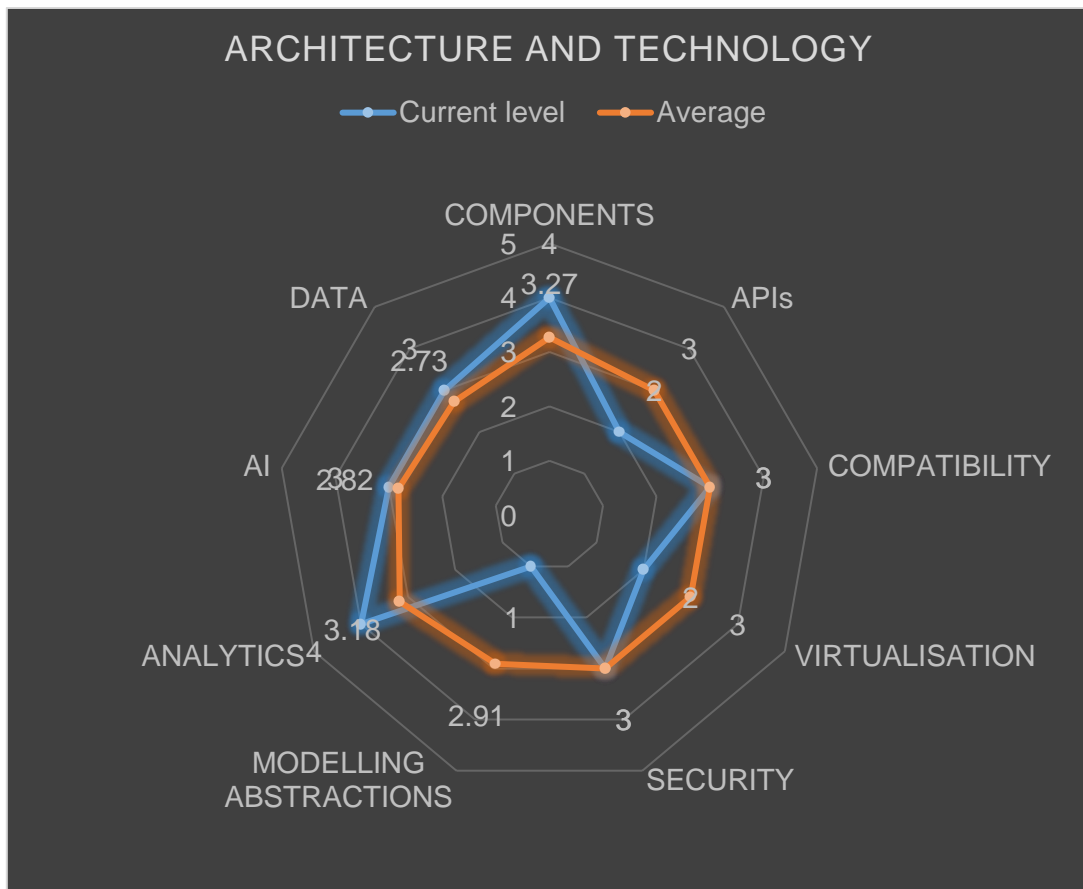 ARCHITECTURE AND TECHNOLOGY
Current level Average
COMPONENTS
5 4
3.27
DATA
4
APIs
3
2.73
3
3
2
2
AI
2.82
3
1
3
COMPATIBILITY
0
2
3
1
ANALYTICS
4
3.18
VIRTUALISATION
2.91
3
MODELLING
ABSTRACTIONS
SECURITY